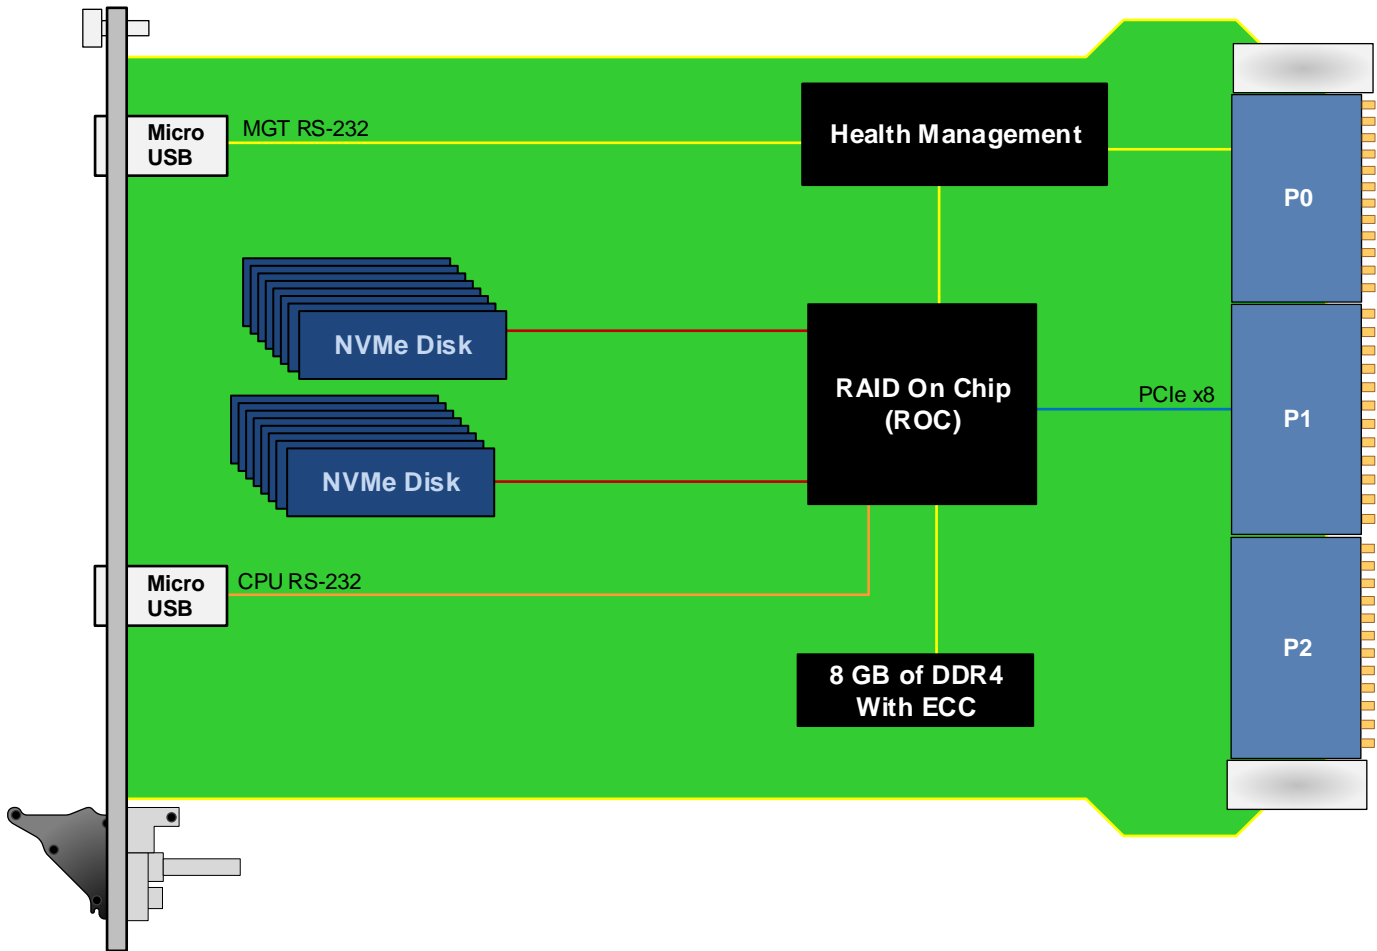 Micro
USB
MGT RS-232
Health Management
P0
NVMe Disk
RAID On Chip
(ROC)
PCIe x8
P1
NVMe Disk
Micro
USB
CPU RS-232
P2
8 GB of DDR4
With ECC